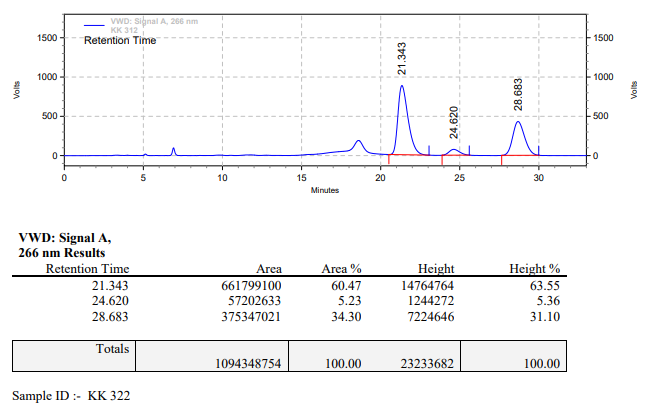 VWD: Signal A, 266 nm
KK 312
Retention Time
1500
1000
500
0
1500
1000
500
0
Volts
Volts
21.343
24.620
28.683
0 5 10 15 20 25 30
Minutes
VWD: Signal A,
266 nm Results
Retention Time Area Area % Height Height %
21.343 661799100 60.47 14764764 63.55
24.620 57202633 5.23 1244272 5.36
28.683 375347021 34.30 7224646 31.10
Totals
1094348754 100.00 23233682 100.00
Sample ID :- KK 322